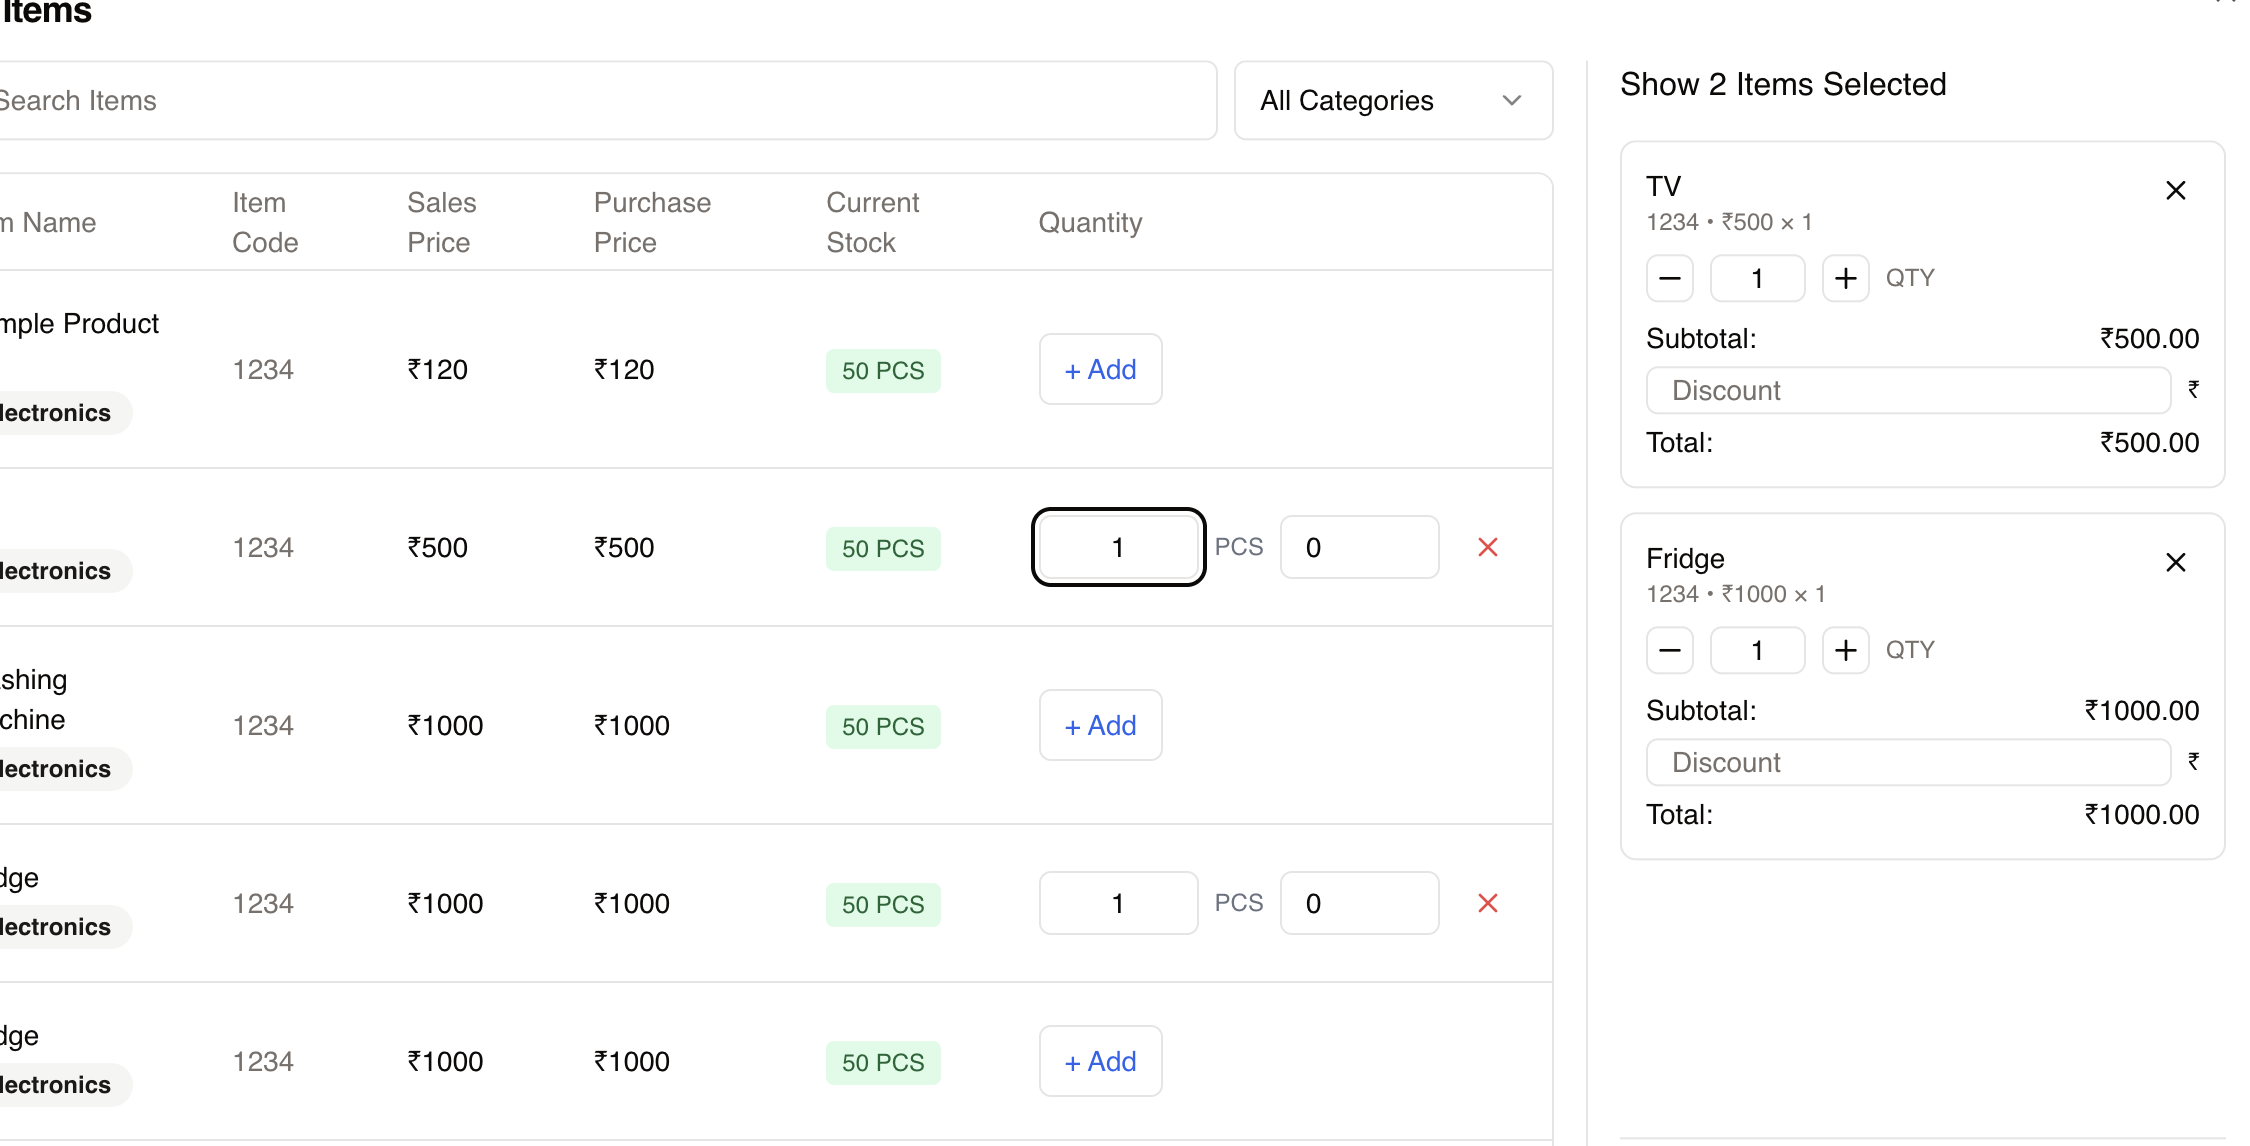 Items
Search Items
All Categories
m Name
Item Code
Sales Price
Purchase Price
Current Stock
Quantity
mple Product
1234
₹120
₹120
50 PCS
+ Add
lectronics
1234
₹500
₹500
50 PCS
1
PCS
0
lectronics
shing
chine
1234
₹1000
₹1000
50 PCS
+ Add
lectronics
dge
1234
₹1000
₹1000
50 PCS
1
PCS
0
lectronics
dge
1234
₹1000
₹1000
50 PCS
+ Add
lectronics
Show 2 Items Selected
TV
1234 • ₹500 × 1
1
QTY
Subtotal: ₹500.00
Discount ₹
Total: ₹500.00
Fridge
1234 • ₹1000 × 1
1
QTY
Subtotal: ₹1000.00
Discount ₹
Total: ₹1000.00